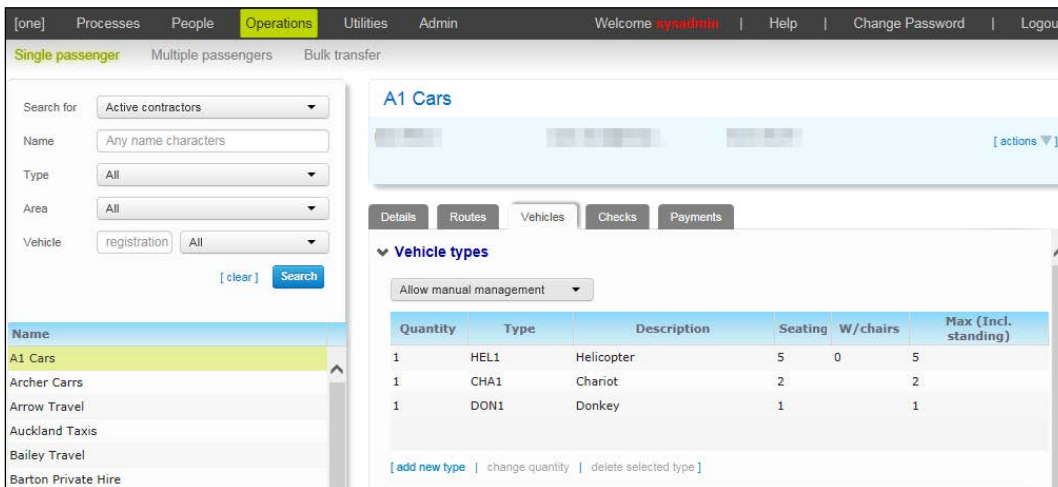 [one] Processes People Operations Utilities Admin Welcome sysadmin | Help | Change Password | Logou
Single passenger Multiple passengers Bulk transfer
Search for Active contractors
Name Any name characters
Type All
Area All
Vehicle registration All
[ clear ] Search
Name
A1 Cars
Archer Carrs
Arrow Travel
Auckland Taxis
Bailey Travel
Barton Private Hire
A1 Cars
[ actions ]
Details Routes Vehicles Checks Payments
Vehicle types
Allow manual management
Quantity Type Description Seating W/chairs Max (Incl. standing)
1 HEL1 Helicopter 5 0 5
1 CHA1 Chariot 2 2
1 DON1 Donkey 1 1
[ add new type | change quantity | delete selected type ]